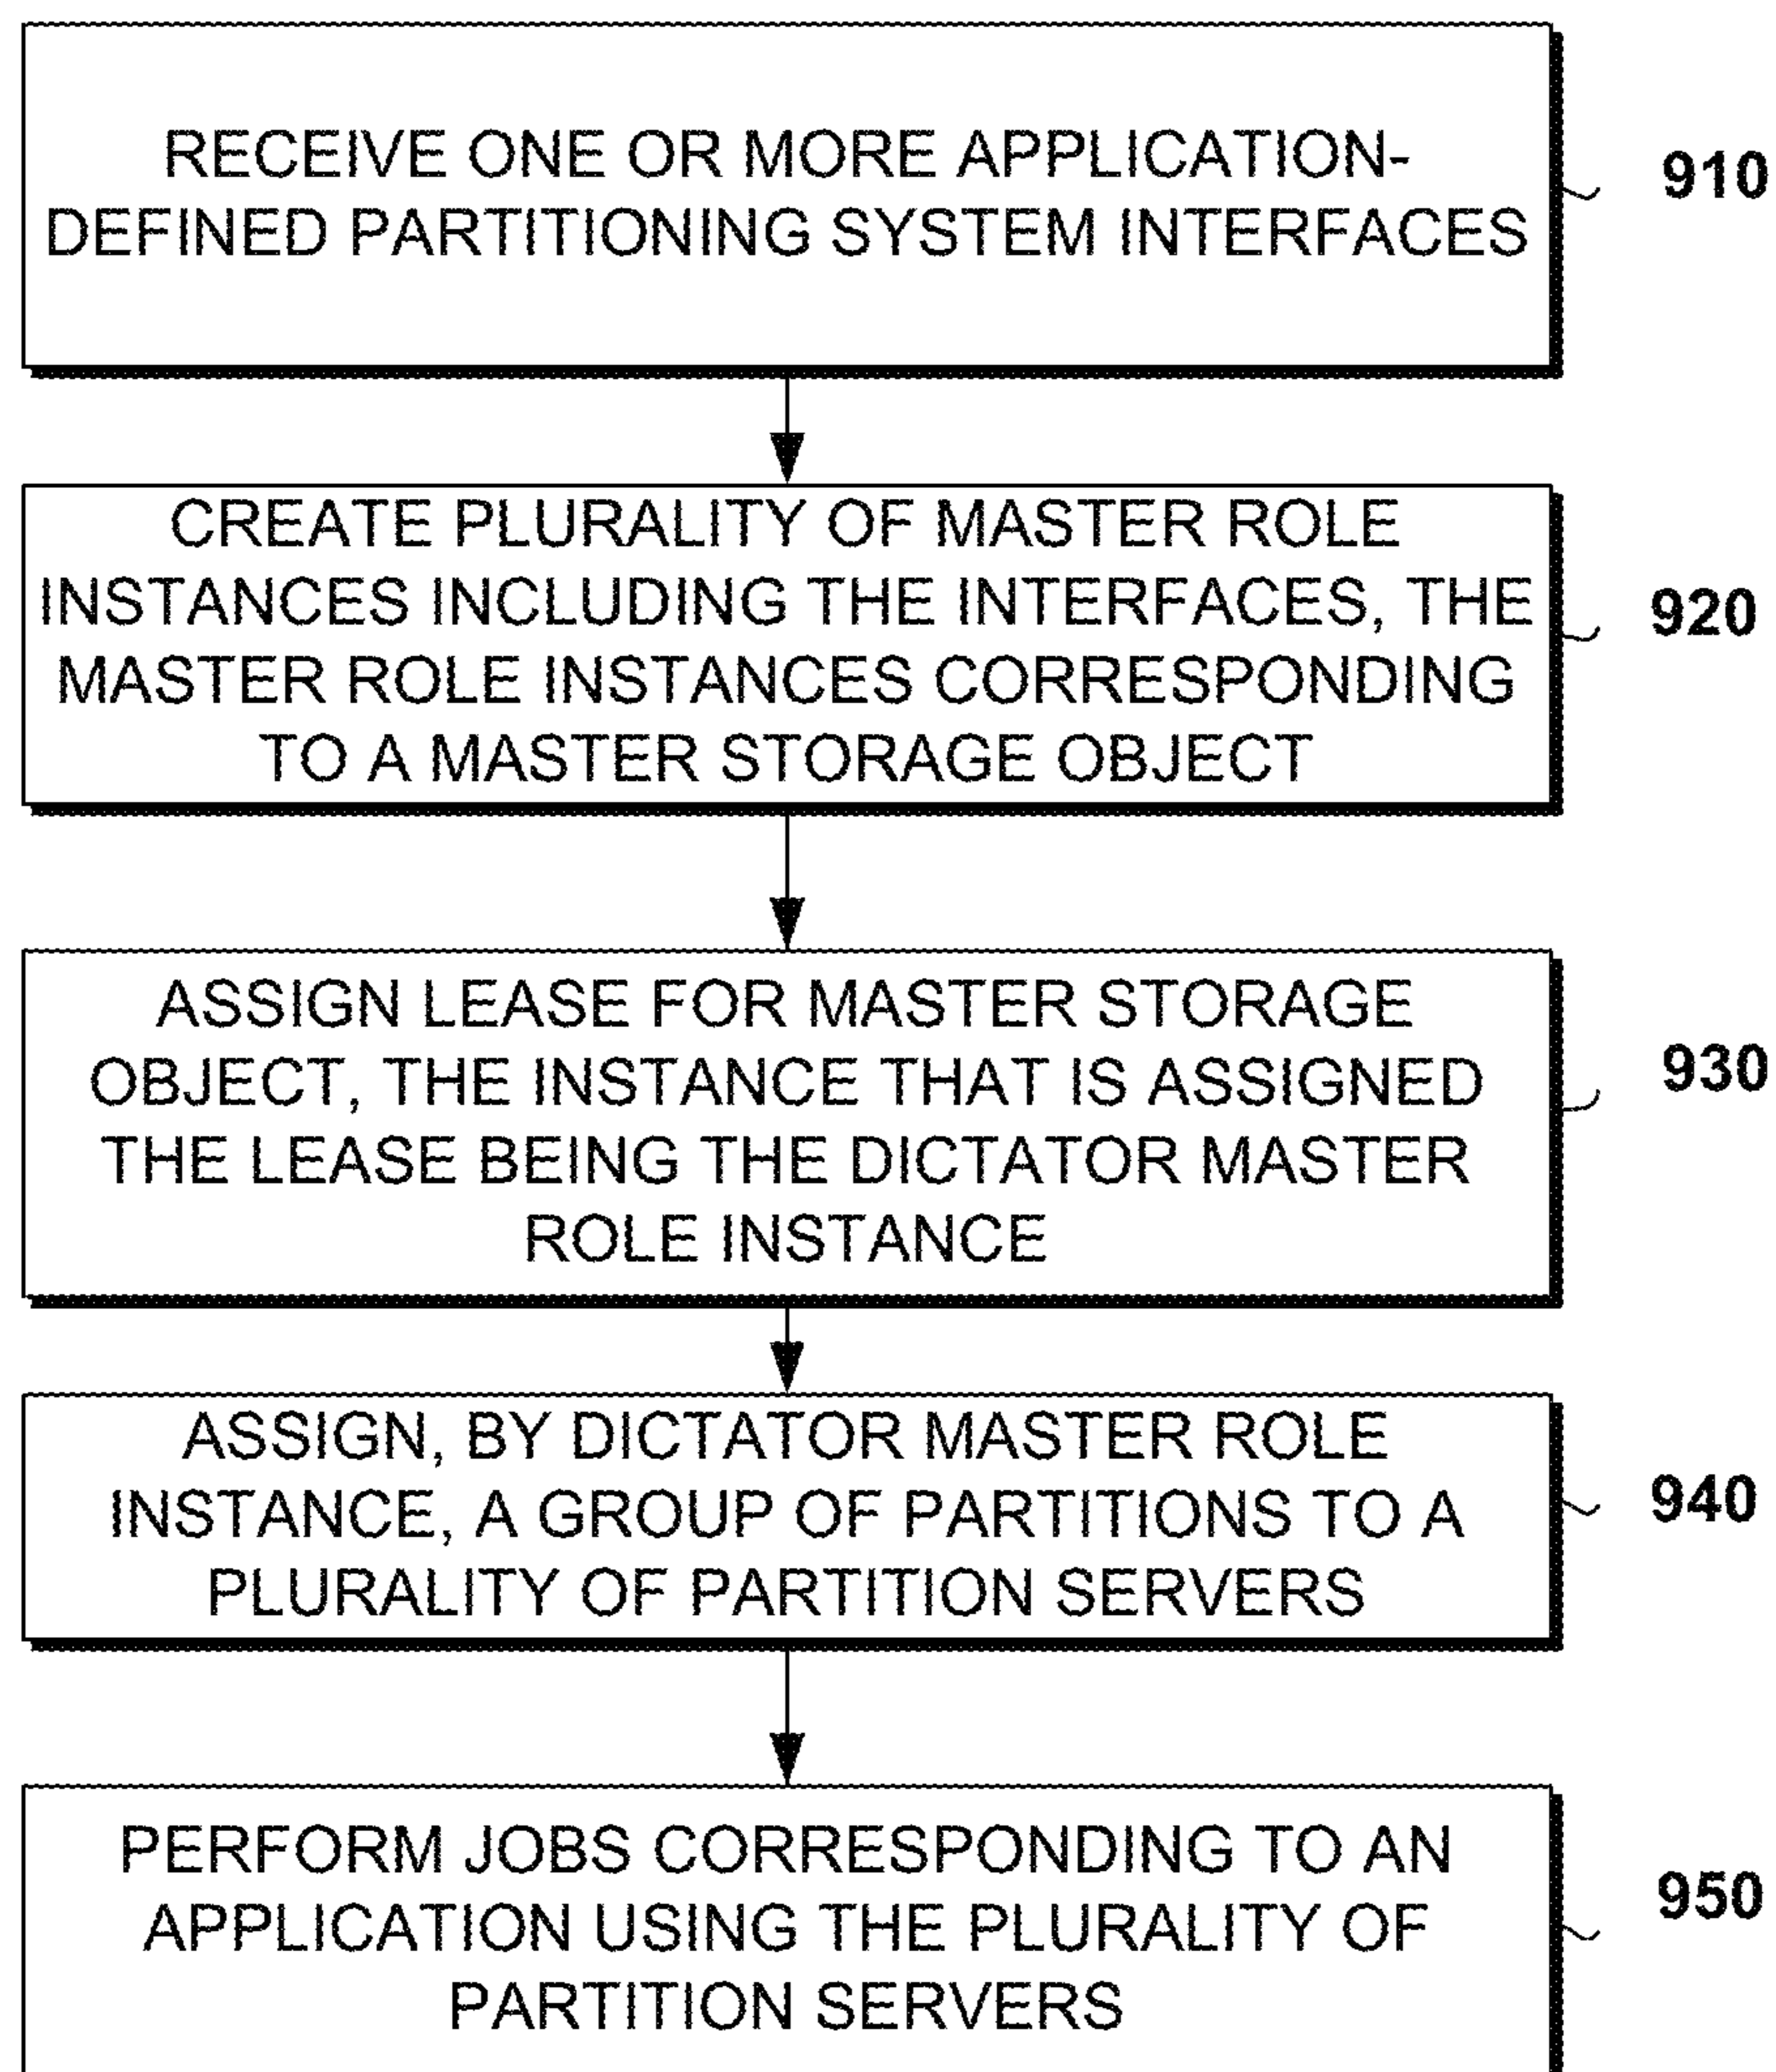 RECEIVE ONE OR MORE APPLICATION-
DEFINED PARTITIONING SYSTEM INTERFACES
910
CREATE PLURALITY OF MASTER ROLE
INSTANCES INCLUDING THE INTERFACES, THE
MASTER ROLE INSTANCES CORRESPONDING
TO A MASTER STORAGE OBJECT
920
ASSIGN LEASE FOR MASTER STORAGE
OBJECT, THE INSTANCE THAT IS ASSIGNED
THE LEASE BEING THE DICTATOR MASTER
ROLE INSTANCE
930
ASSIGN, BY DICTATOR MASTER ROLE
INSTANCE, A GROUP OF PARTITIONS TO A
PLURALITY OF PARTITION SERVERS
940
PERFORM JOBS CORRESPONDING TO AN
APPLICATION USING THE PLURALITY OF
PARTITION SERVERS
950